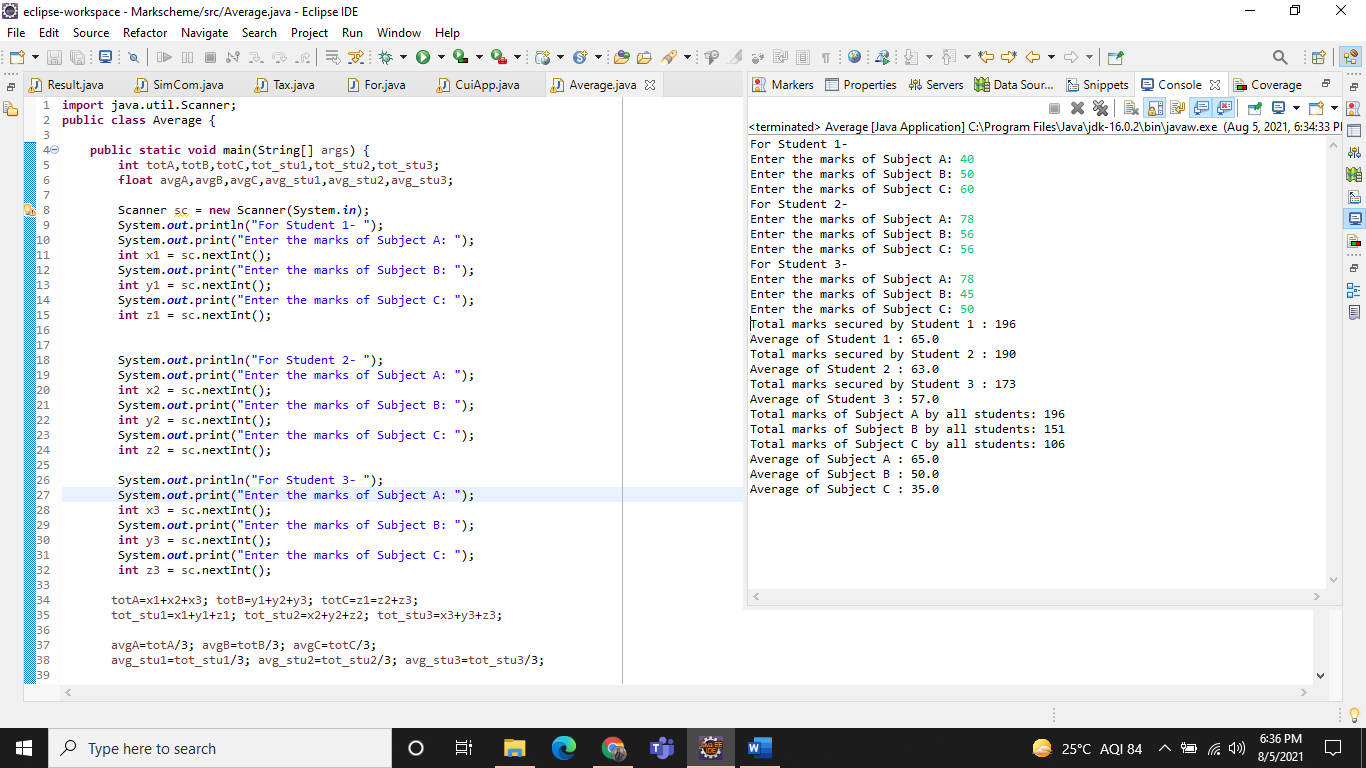 eclipse-workspace - Markscheme/src/Average.java - Eclipse IDE
File Edit Source Refactor Navigate Search Project Run Window Help
Result.java SimCom.java Tax.java For.java CuiApp.java Average.java
1 import java.util.Scanner;
2 public class Average {
3
4 public static void main(String[] args) {
5 int totA,totB,totC,tot_stu1,tot_stu2,tot_stu3;
6 float avgA,avgB,avgC,avg_stu1,avg_stu2,avg_stu3;
7
8 Scanner sc = new Scanner(System.in);
9 System.out.println("For Student 1- ");
10 System.out.print("Enter the marks of Subject A: ");
11 int x1 = sc.nextInt();
12 System.out.print("Enter the marks of Subject B: ");
13 int y1 = sc.nextInt();
14 System.out.print("Enter the marks of Subject C: ");
15 int z1 = sc.nextInt();
16
17
18 System.out.println("For Student 2- ");
19 System.out.print("Enter the marks of Subject A: ");
20 int x2 = sc.nextInt();
21 System.out.print("Enter the marks of Subject B: ");
22 int y2 = sc.nextInt();
23 System.out.print("Enter the marks of Subject C: ");
24 int z2 = sc.nextInt();
25
26 System.out.println("For Student 3- ");
27 System.out.print("Enter the marks of Subject A: ");
28 int x3 = sc.nextInt();
29 System.out.print("Enter the marks of Subject B: ");
30 int y3 = sc.nextInt();
31 System.out.print("Enter the marks of Subject C: ");
32 int z3 = sc.nextInt();
33
34 totA=x1+x2+x3; totB=y1+y2+y3; totC=z1=z2+z3;
35 tot_stu1=x1+y1+z1; tot_stu2=x2+y2+z2; tot_stu3=x3+y3+z3;
36
37 avgA=totA/3; avgB=totB/3; avgC=totC/3;
38 avg_stu1=tot_stu1/3; avg_stu2=tot_stu2/3; avg_stu3=tot_stu3/3;
39
Markers Properties Servers Data Sour... Snippets Console Coverage
<terminated> Average [Java Application] C:\Program Files\Java\jdk-16.0.2\bin\javaw.exe (Aug 5, 2021, 6:34:33 PI
For Student 1-
Enter the marks of Subject A: 40
Enter the marks of Subject B: 50
Enter the marks of Subject C: 60
For Student 2-
Enter the marks of Subject A: 78
Enter the marks of Subject B: 56
Enter the marks of Subject C: 56
For Student 3-
Enter the marks of Subject A: 78
Enter the marks of Subject B: 45
Enter the marks of Subject C: 50
Total marks secured by Student 1 : 196
Average of Student 1 : 65.0
Total marks secured by Student 2 : 190
Average of Student 2 : 63.0
Total marks secured by Student 3 : 173
Average of Student 3 : 57.0
Total marks of Subject A by all students: 196
Total marks of Subject B by all students: 151
Total marks of Subject C by all students: 106
Average of Subject A : 65.0
Average of Subject B : 50.0
Average of Subject C : 35.0
Type here to search
25°C AQI 84
6:36 PM
8/5/2021